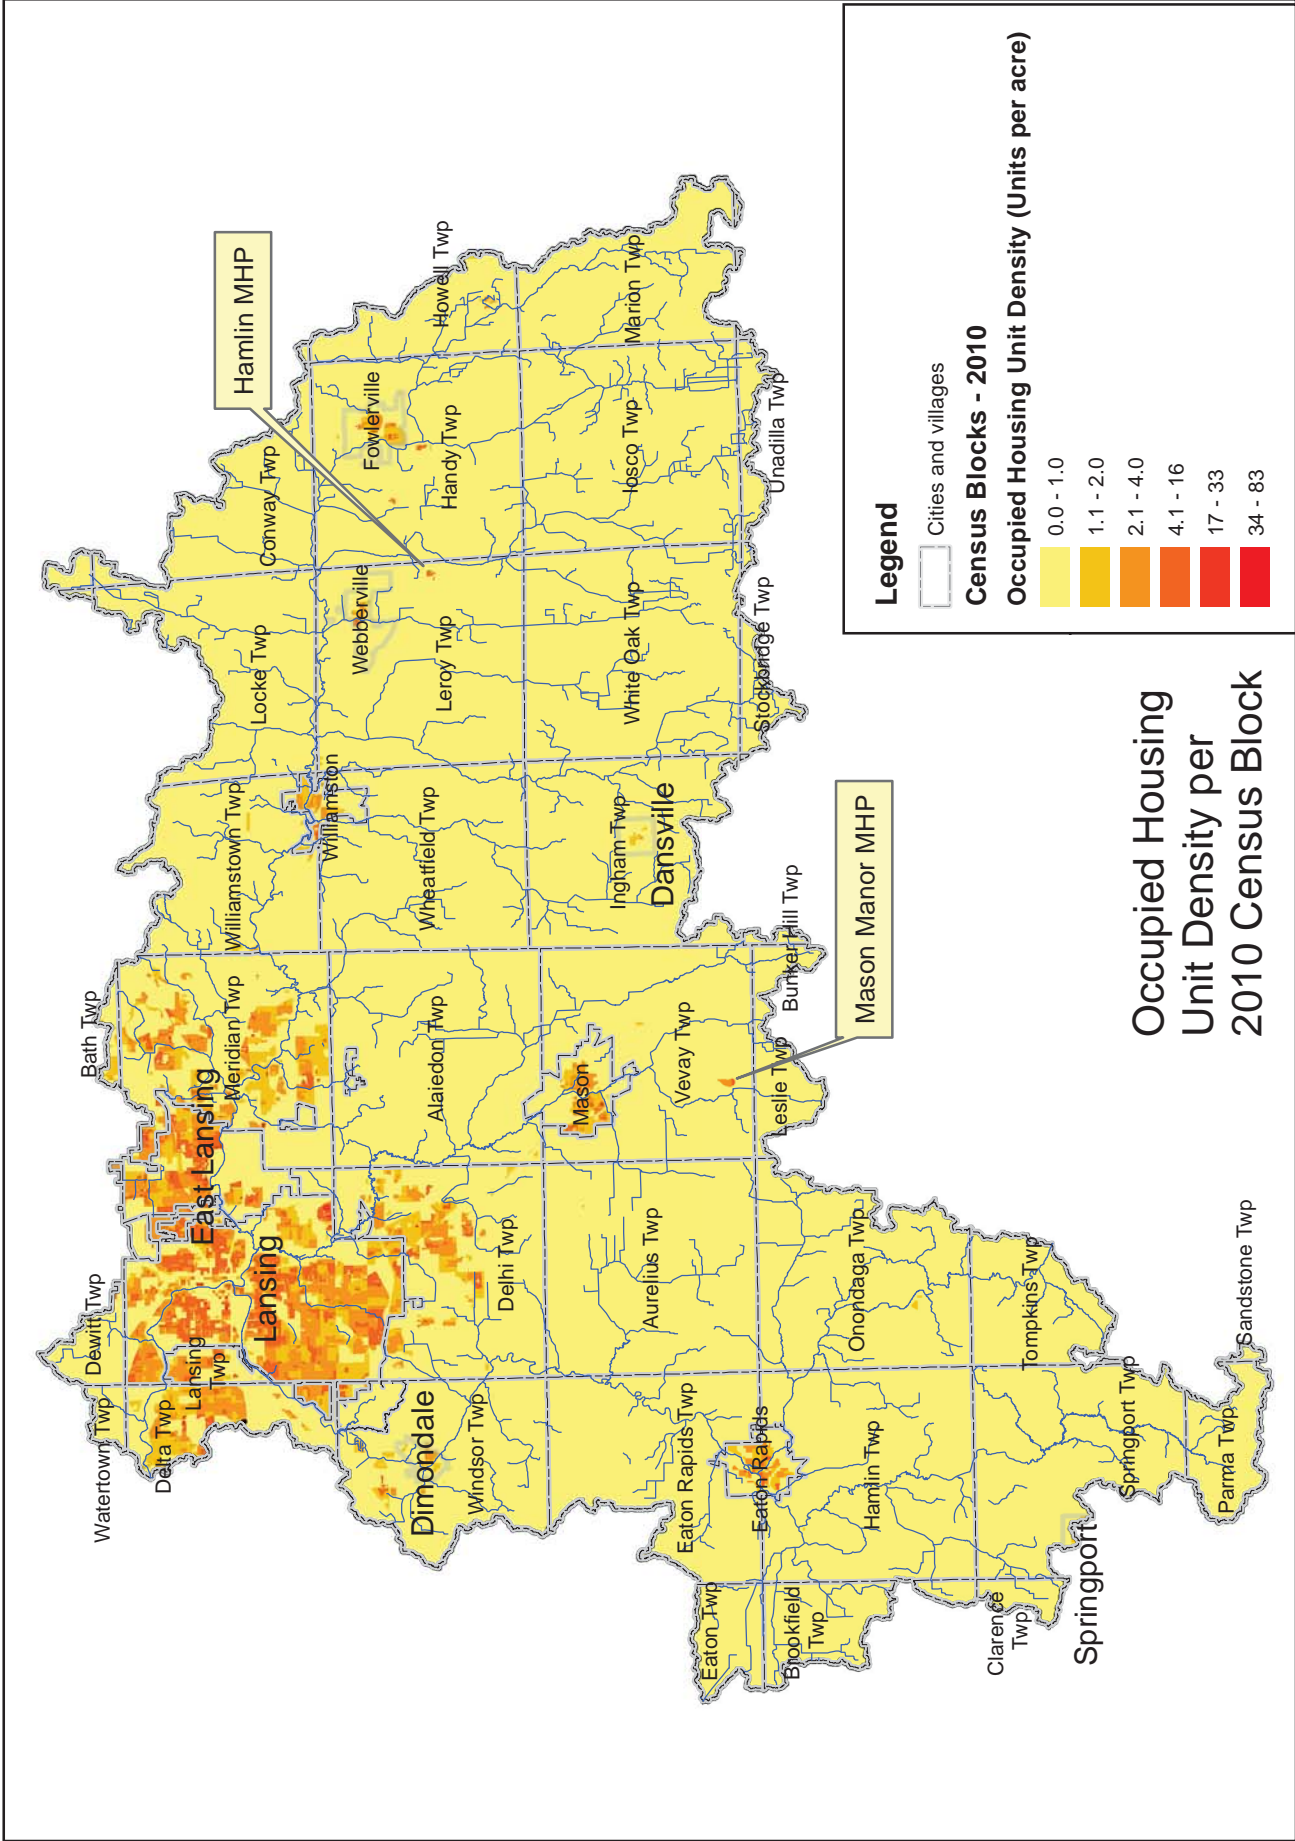 Watertown Twp
Dewitt Twp
Bath Twp
Delta Twp
Lansing
Twp
East Lansing
Lansing
Meridian Twp
Williamstown Twp
Locke Twp
Conway Twp
Hamlin MHP
Howell Twp
Williamston
Webberville
Fowlerville
Dimondale
Windsor Twp
Delhi Twp
Alaiedon Twp
Wheatfield Twp
Leroy Twp
Handy Twp
Mason
Eaton Rapids Twp
Aurelius Twp
Vevay Twp
Ingham Twp
Dansville
White Oak Twp
Iosco Twp
Marion Twp
Eaton Twp
Eaton Rapids
Brookfield
Twp
Hamlin Twp
Onondaga Twp
Leslie Twp
Bunker Hill Twp
Stockbridge Twp
Unadilla Twp
Mason Manor MHP
Clarence
Twp
Springport
Tompkins Twp
Springport Twp
Parma Twp
Sandstone Twp
Occupied Housing
Unit Density per
2010 Census Block
Legend
Cities and villages
Census Blocks - 2010
Occupied Housing Unit Density (Units per acre)
0.0 - 1.0
1.1 - 2.0
2.1 - 4.0
4.1 - 16
17 - 33
34 - 83